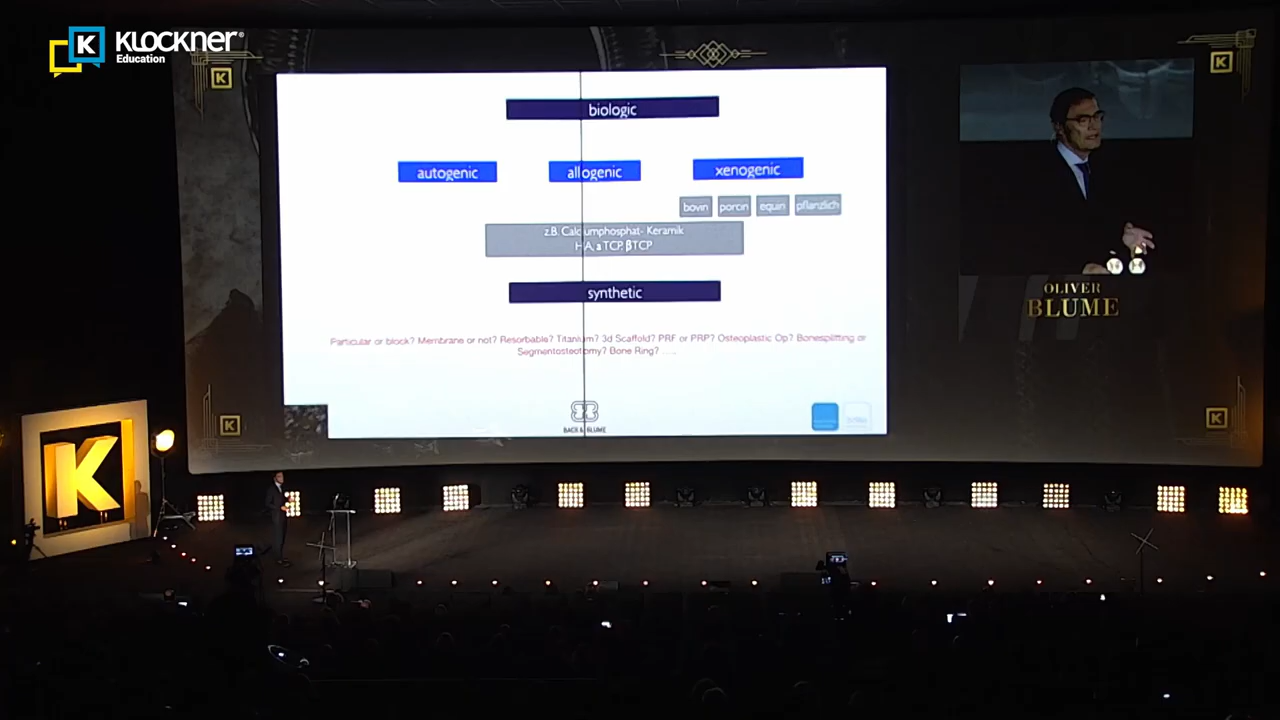 KLOCKNER®
Education
biologic
autogenic
allogenic
xenogenic
bovin
porcin
equin
pflanzlich
z.B. Calciumphosphat- Keramik
HA, aTCP, βTCP
synthetic
Particular or block? Membrane or not? Resorbable? Titanium? 3d Scaffold? PRF or PRP? Osteoplastic Op? Bonesplitting or
Segmentosteotomy? Bone Ring? .....
BACK & BLUME
OLIVER
BLUME
K
K
K
K
K